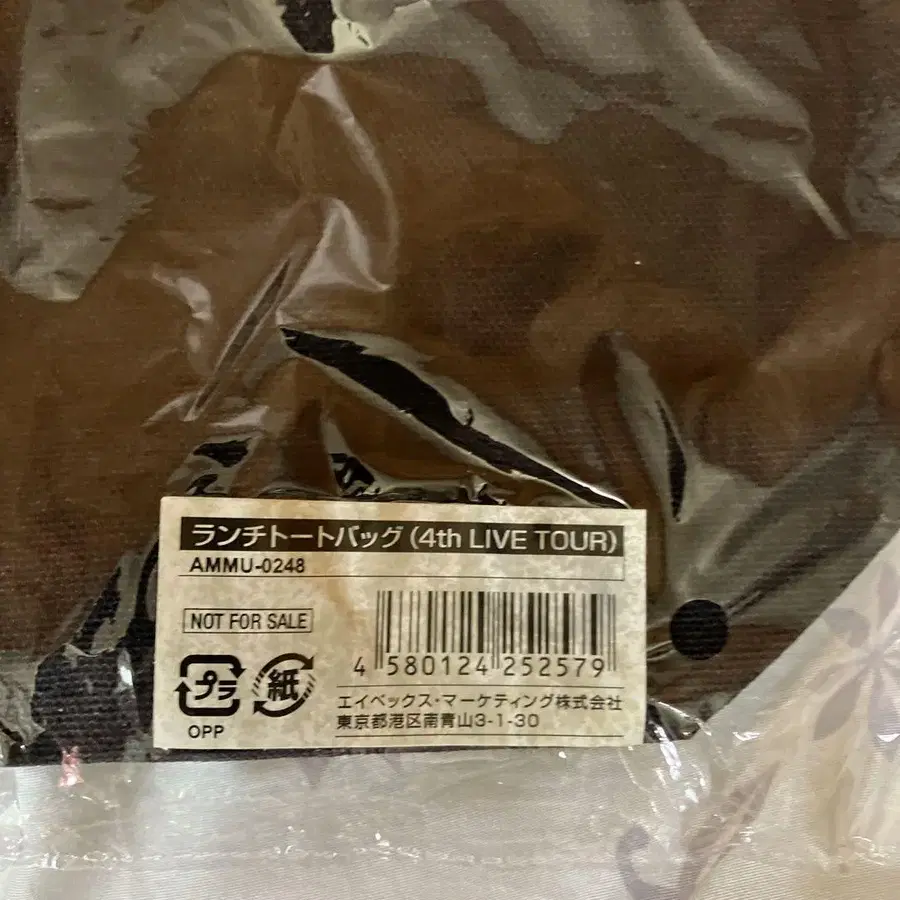 ランチトートバッグ(4th LIVE TOUR)
AMMU-0248
NOT FOR SALE
4 580124 252579
プラ
紙
OPP
エイベックス・マーケティング株式会社
東京都港区南青山3-1-30